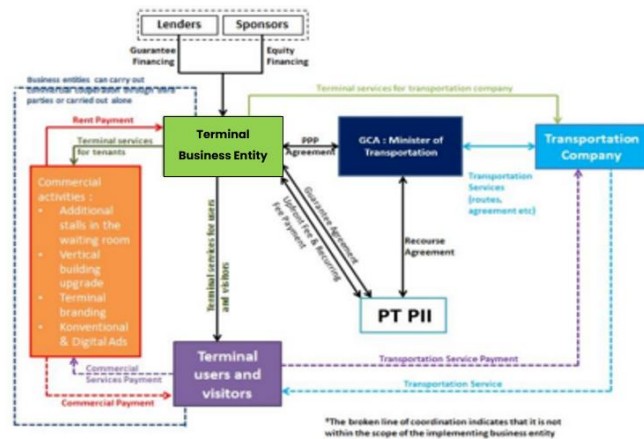 Lenders
Sponsors
Guarantee
Financing
Equity
Financing
Business entities can carry out
commercial cooperation through
parties or carried out alone
Terminal services for transportation company
Rent Payment
Terminal services
for tenants
Terminal
Business Entity
PPP
Agreement
GCA : Minister of
Transportation
Transportation
Company
Transportation
Services
(routes,
agreement etc)
Commercial
activities :
• Additional
stalls in the
waiting room
• Vertical
building
upgrade
• Terminal
branding
• Konventional
& Digital Ads
Terminal services for users
and visitors
Guarantee Agreement
Upfront Fee & Recurring
Fee Payment
Recourse
Agreement
PT PII
Terminal
users and
visitors
Commercial
Services Payment
Commercial Payment
Transportation Service Payment
Transportation Service
*The broken line of coordination indicates that it is not
within the scope of the implementing business entity